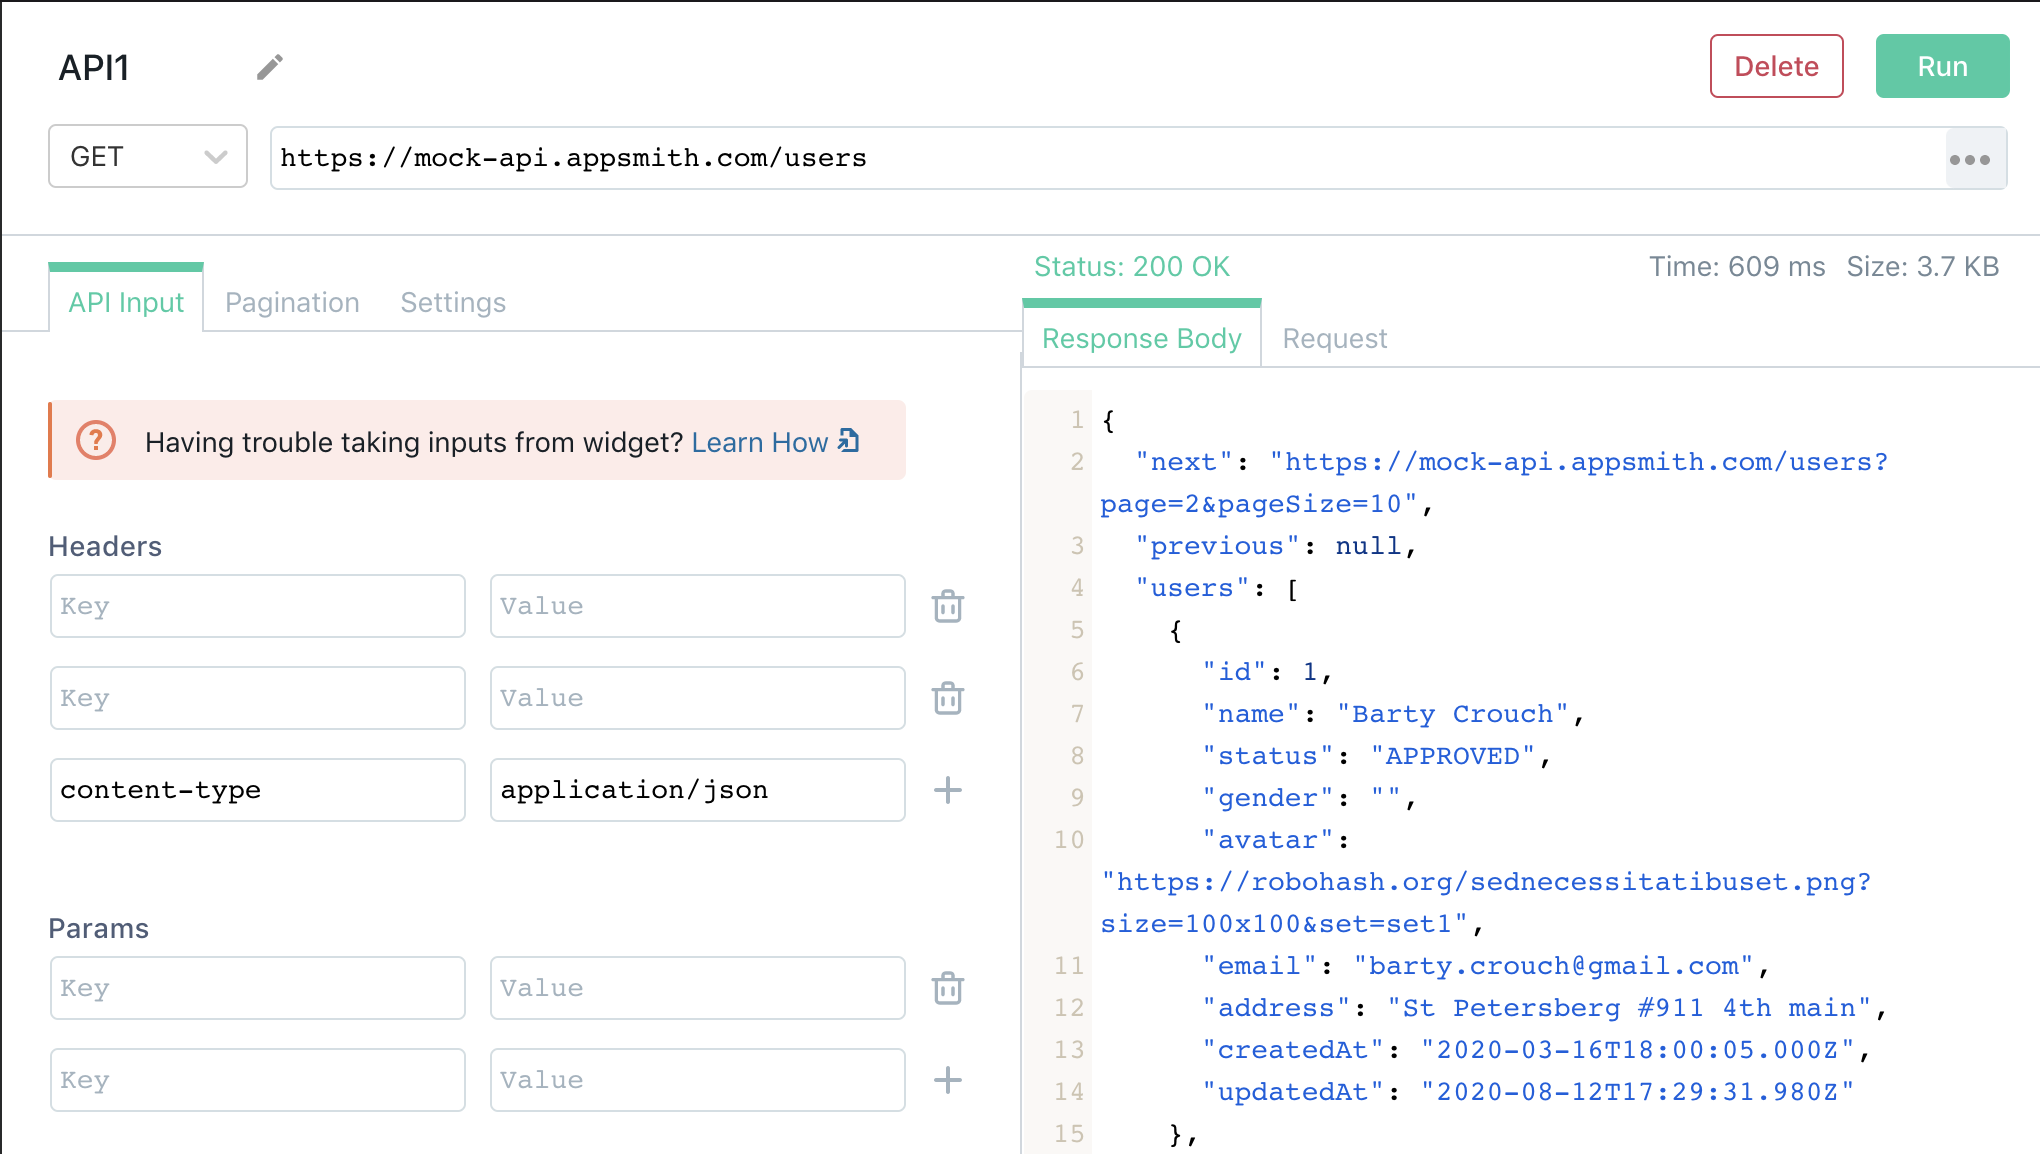 API1
Delete
Run
GET
https://mock-api.appsmith.com/users
API Input
Pagination
Settings
Having trouble taking inputs from widget? Learn How
Headers
Key
Value
Key
Value
content-type
application/json
Params
Key
Value
Key
Value
Status: 200 OK
Time: 609 ms
Size: 3.7 KB
Response Body
Request
1 {
2 "next": "https://mock-api.appsmith.com/users?
page=2&pageSize=10",
3 "previous": null,
4 "users": [
5 {
6 "id": 1,
7 "name": "Barty Crouch",
8 "status": "APPROVED",
9 "gender": "",
10 "avatar":
"https://robohash.org/sednecessitatibuset.png?
size=100x100&set=set1",
11 "email": "barty.crouch@gmail.com",
12 "address": "St Petersberg #911 4th main",
13 "createdAt": "2020-03-16T18:00:05.000Z",
14 "updatedAt": "2020-08-12T17:29:31.980Z"
15 },